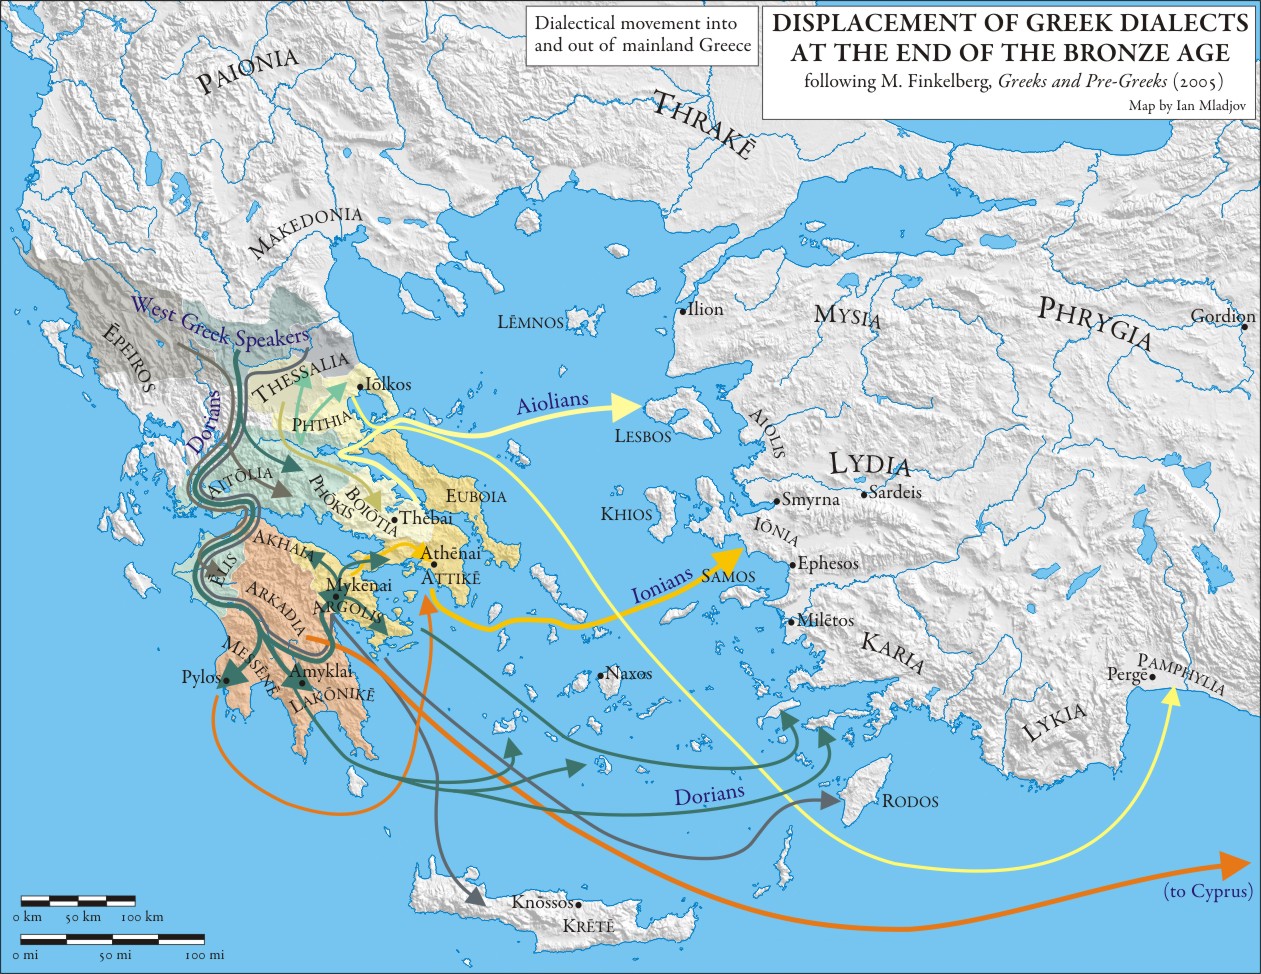 Dialectical movement into
and out of mainland Greece
DISPLACEMENT OF GREEK DIALECTS
AT THE END OF THE BRONZE AGE
following M. Finkelberg, Greeks and Pre-Greeks (2005)
Map by Ian Mladjov
PAIONIA
THRAKĒ
MAKEDONIA
West Greek Speakers
ĒPEIROS
THESSALIA
Iōlkos
PHTHIA
Dorians
AITŌLIA
PHŌKIS
BOIŌTIA
Thēbai
EUBOIA
AKHAIA
ĒLIS
Athēnai
ATTIKĒ
Mykēnai
ARGOLIS
ARKADIA
MESSĒNĒ
Pylos
Amyklai
LAKŌNIKĒ
LĒMNOS
Ilion
MYSIA
PHRYGIA
Gordion
Aiolians
LESBOS
AIOLIS
LYDIA
Smyrna
Sardeis
KHIOS
IŌNIA
Ionians
SAMOS
Ephesos
Milētos
KARIA
Naxos
Pergē
PAMPHYLIA
LYKIA
Dorians
RODOS
(to Cyprus)
Knōssos
KRĒTĒ
0 km 50 km 100 km
0 mi 50 mi 100 mi